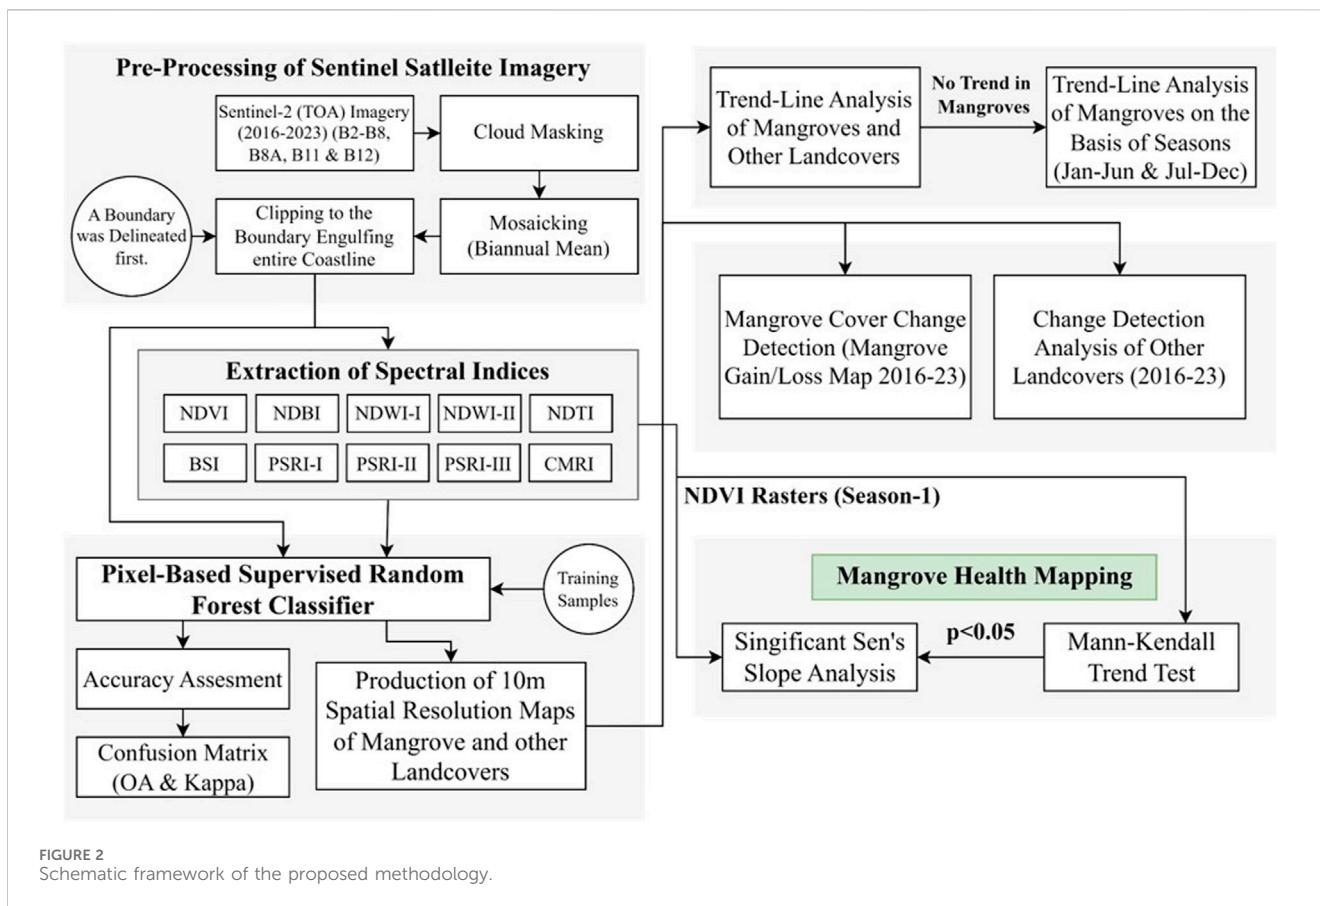 Pre-Processing of Sentinel Satlleite Imagery
Sentinel-2 (TOA) Imagery
(2016-2023) (B2-B8,
B8A, B11 & B12)
Cloud Masking
A Boundary
was Delineated
first.
Clipping to the
Boundary Engulfing
entire Coastline
Mosaicking
(Biannual Mean)
Extraction of Spectral Indices
NDVI
NDBI
NDWI-I
NDWI-II
NDTI
BSI
PSRI-I
PSRI-II
PSRI-III
CMRI
Pixel-Based Supervised Random
Forest Classifier
Training
Samples
Accuracy Assesment
Confusion Matrix
(OA & Kappa)
Production of 10m
Spatial Resolution Maps
of Mangrove and other
Landcovers
Trend-Line Analysis
of Mangroves and
Other Landcovers
No Trend in
Mangroves
Trend-Line Analysis
of Mangroves on the
Basis of Seasons
(Jan-Jun & Jul-Dec)
Mangrove Cover Change
Detection (Mangrove
Gain/Loss Map 2016-23)
Change Detection
Analysis of Other
Landcovers (2016-23)
NDVI Rasters (Season-1)
Mangrove Health Mapping
Singificant Sen's
Slope Analysis
p<0.05
Mann-Kendall
Trend Test
FIGURE 2
Schematic framework of the proposed methodology.